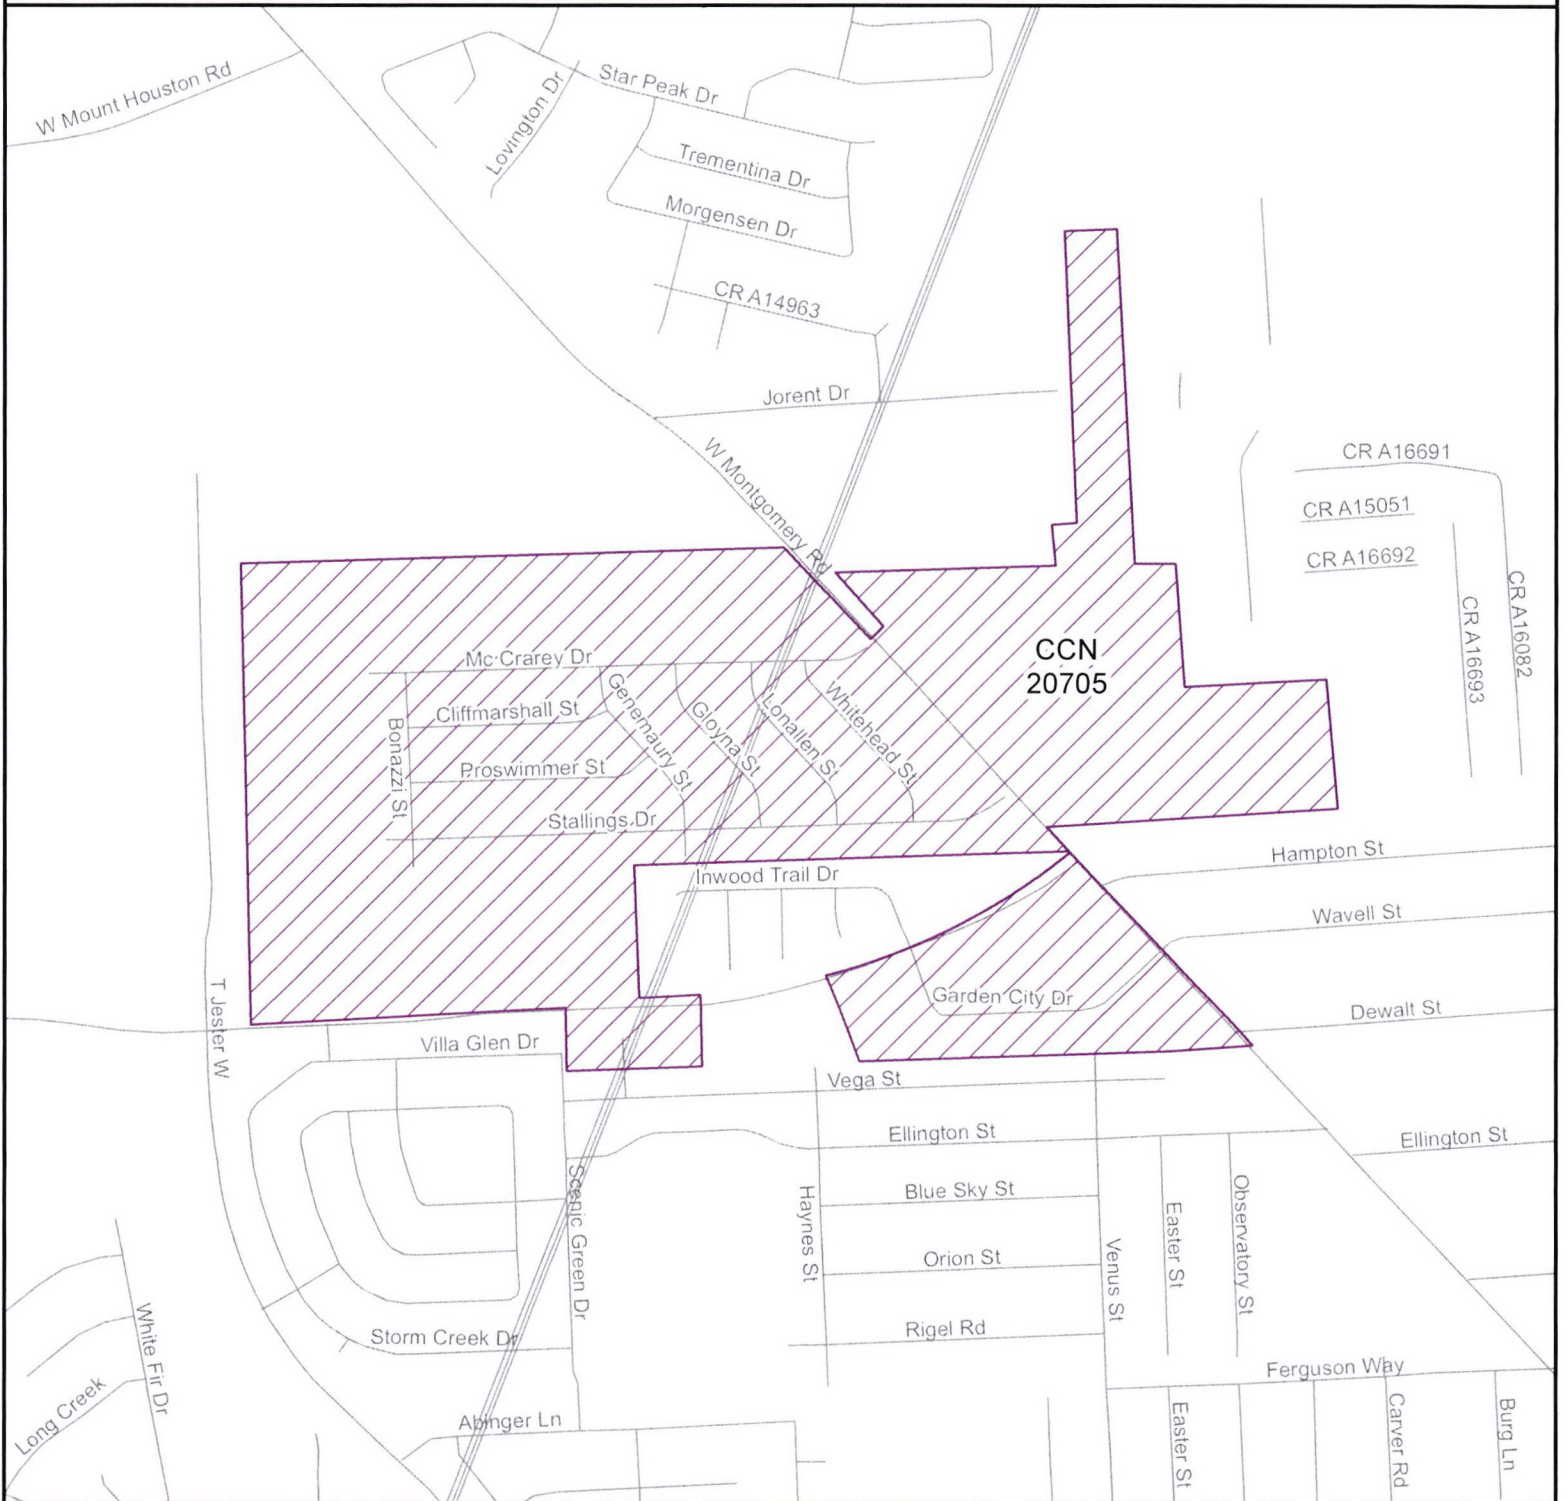 W Mount Houston Rd
Lovington Dr
Star Peak Dr
Trementina Dr
Morgensen Dr
CR A14963
Jorent Dr
W Montgomery Rd
CR A16691
CR A15051
CR A16692
CR A16693
CR A16082
CCN
20705
Mc Crarey Dr
Cliffmarshall St
Genemaury St
Gloyna St
Lonallen St
Whitehead St
Bonazzi St
Proswimmer St
Stallings Dr
Inwood Trail Dr
Hampton St
Wavell St
Garden City Dr
Dewalt St
T Jester W
Villa Glen Dr
Vega St
Ellington St
Ellington St
Scenic Green Dr
Haynes St
Blue Sky St
Venus St
Easter St
Observatory St
Orion St
White Fir Dr
Storm Creek Dr
Rigel Rd
Ferguson Way
Long Creek
Abinger Ln
Easter St
Carver Rd
Burg Ln